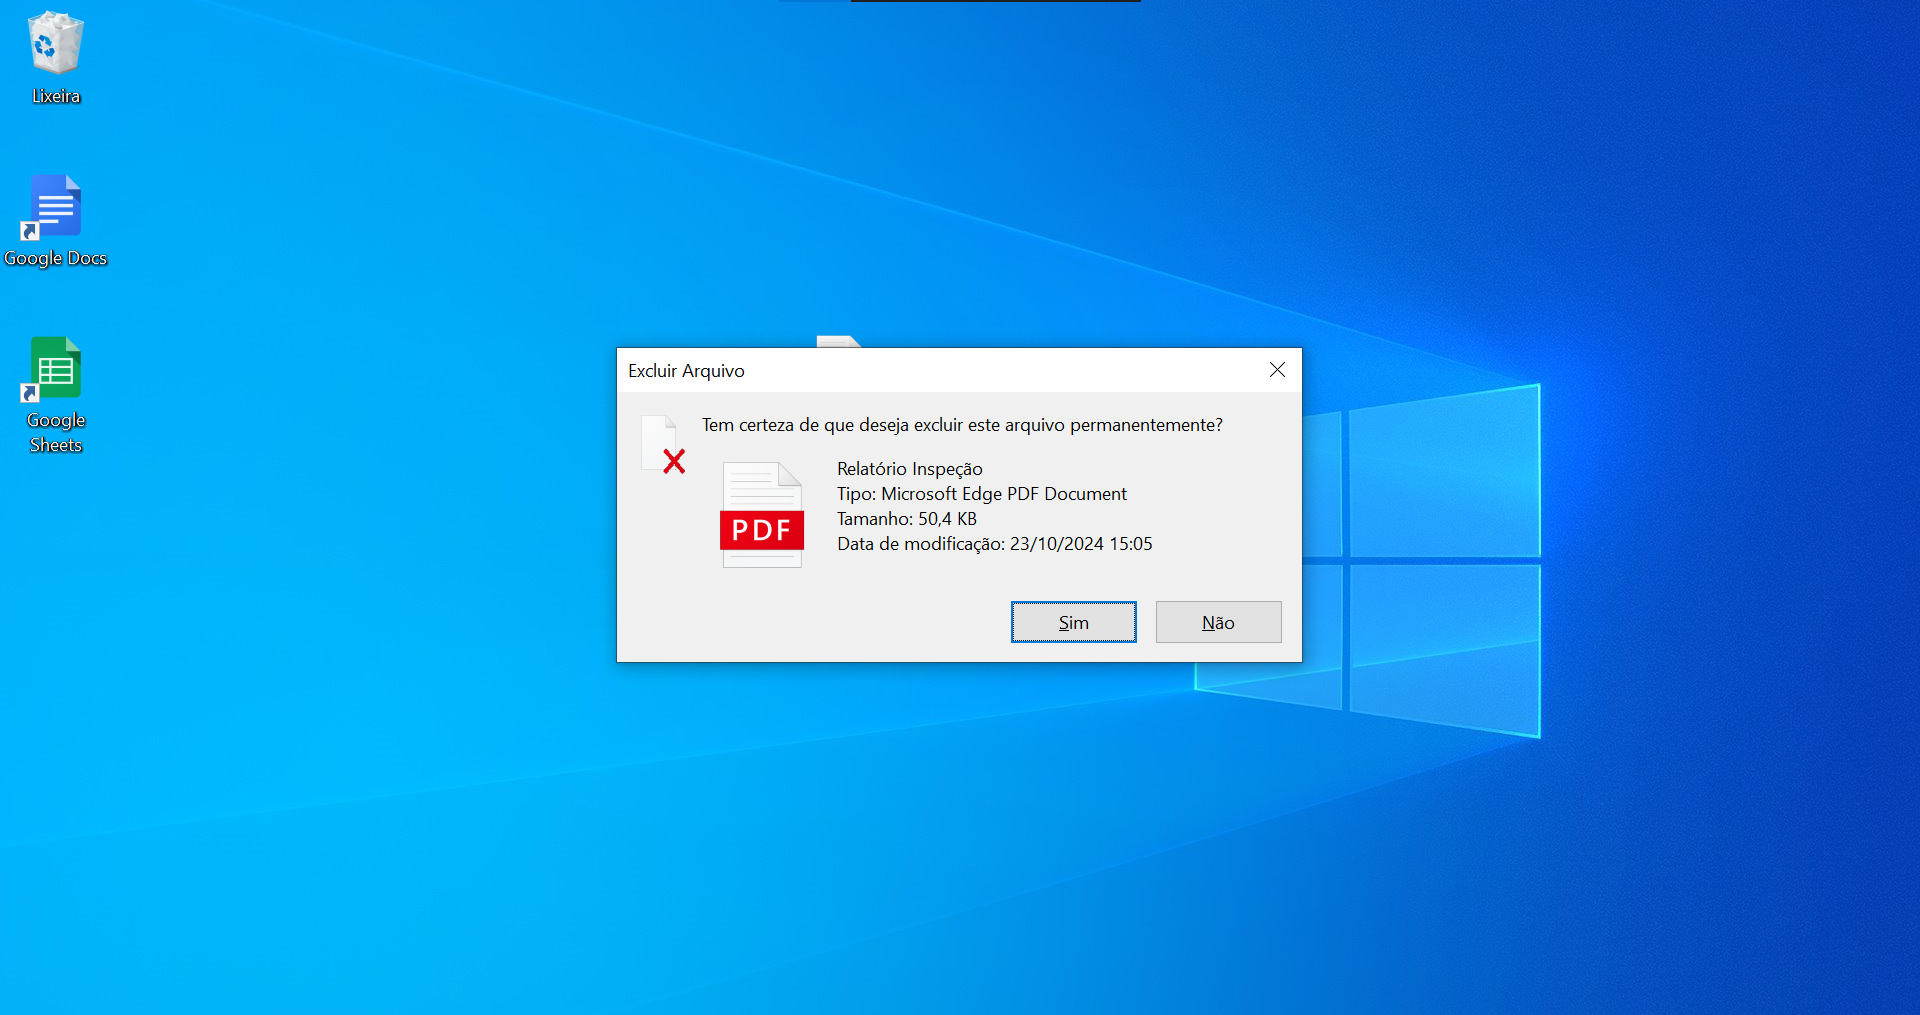 Lixeira
Google Docs
Google
Sheets
Excluir Arquivo
Tem certeza de que deseja excluir este arquivo permanentemente?
PDF
Relatório Inspeção
Tipo: Microsoft Edge PDF Document
Tamanho: 50,4 KB
Data de modificação: 23/10/2024 15:05
Sim
Não